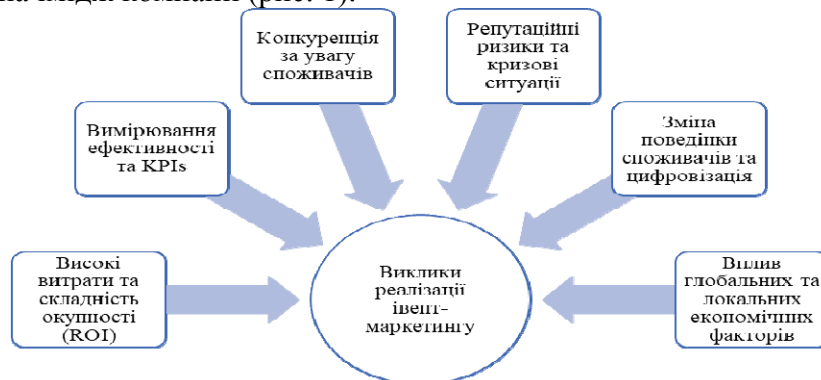 на імідж компанії (рис. 1).
Конкуренція
за увагу
споживачів
Репутаційні
ризики та
кризові
ситуації
Вимірювання
ефективності
та KPIs
Зміна
поведінки
споживачів та
цифровізація
Високі
витрати та
складність
окупності
(ROI)
Виклики
реалізації
івент-
маркетингу
Вплив
глобальних та
локальних
економічних
факторів